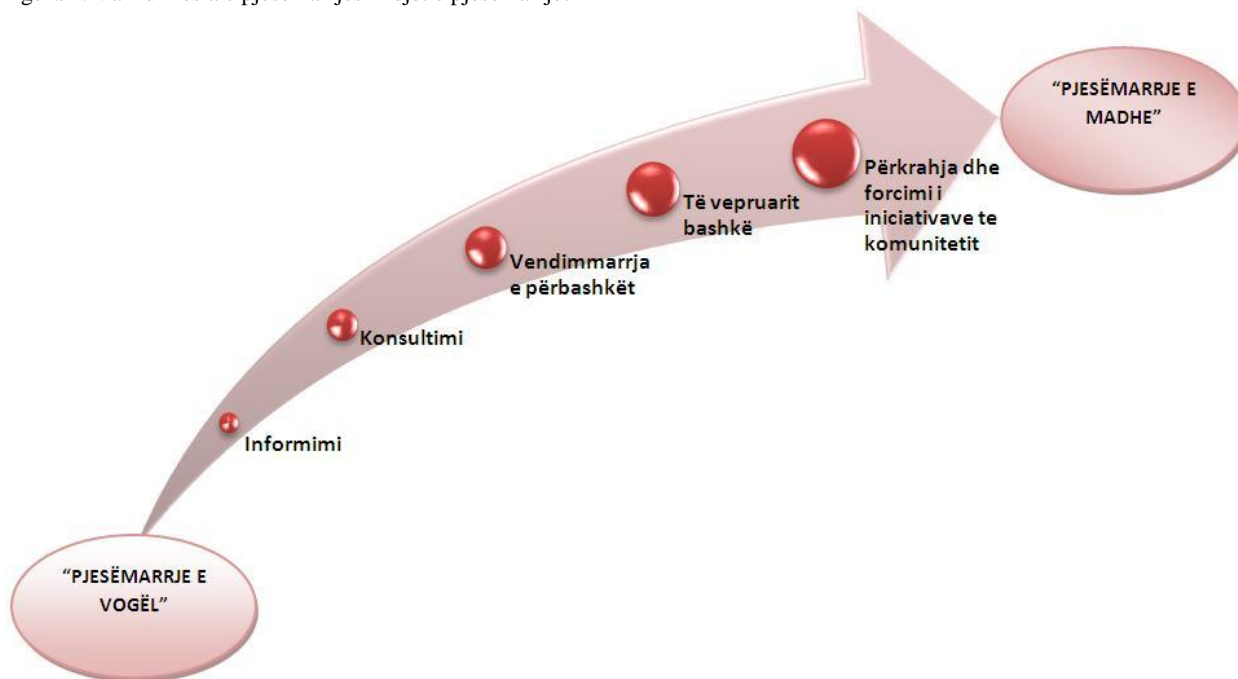 “PJESËMARRJE E
MADHE”
Përkrahja dhe
forcimi i
iniciativave te
komunitetit
Të vepruarit
bashkë
Vendimmarrja
e përbashkët
Konsultimi
Informimi
“PJESËMARRJE E
VOGËL”